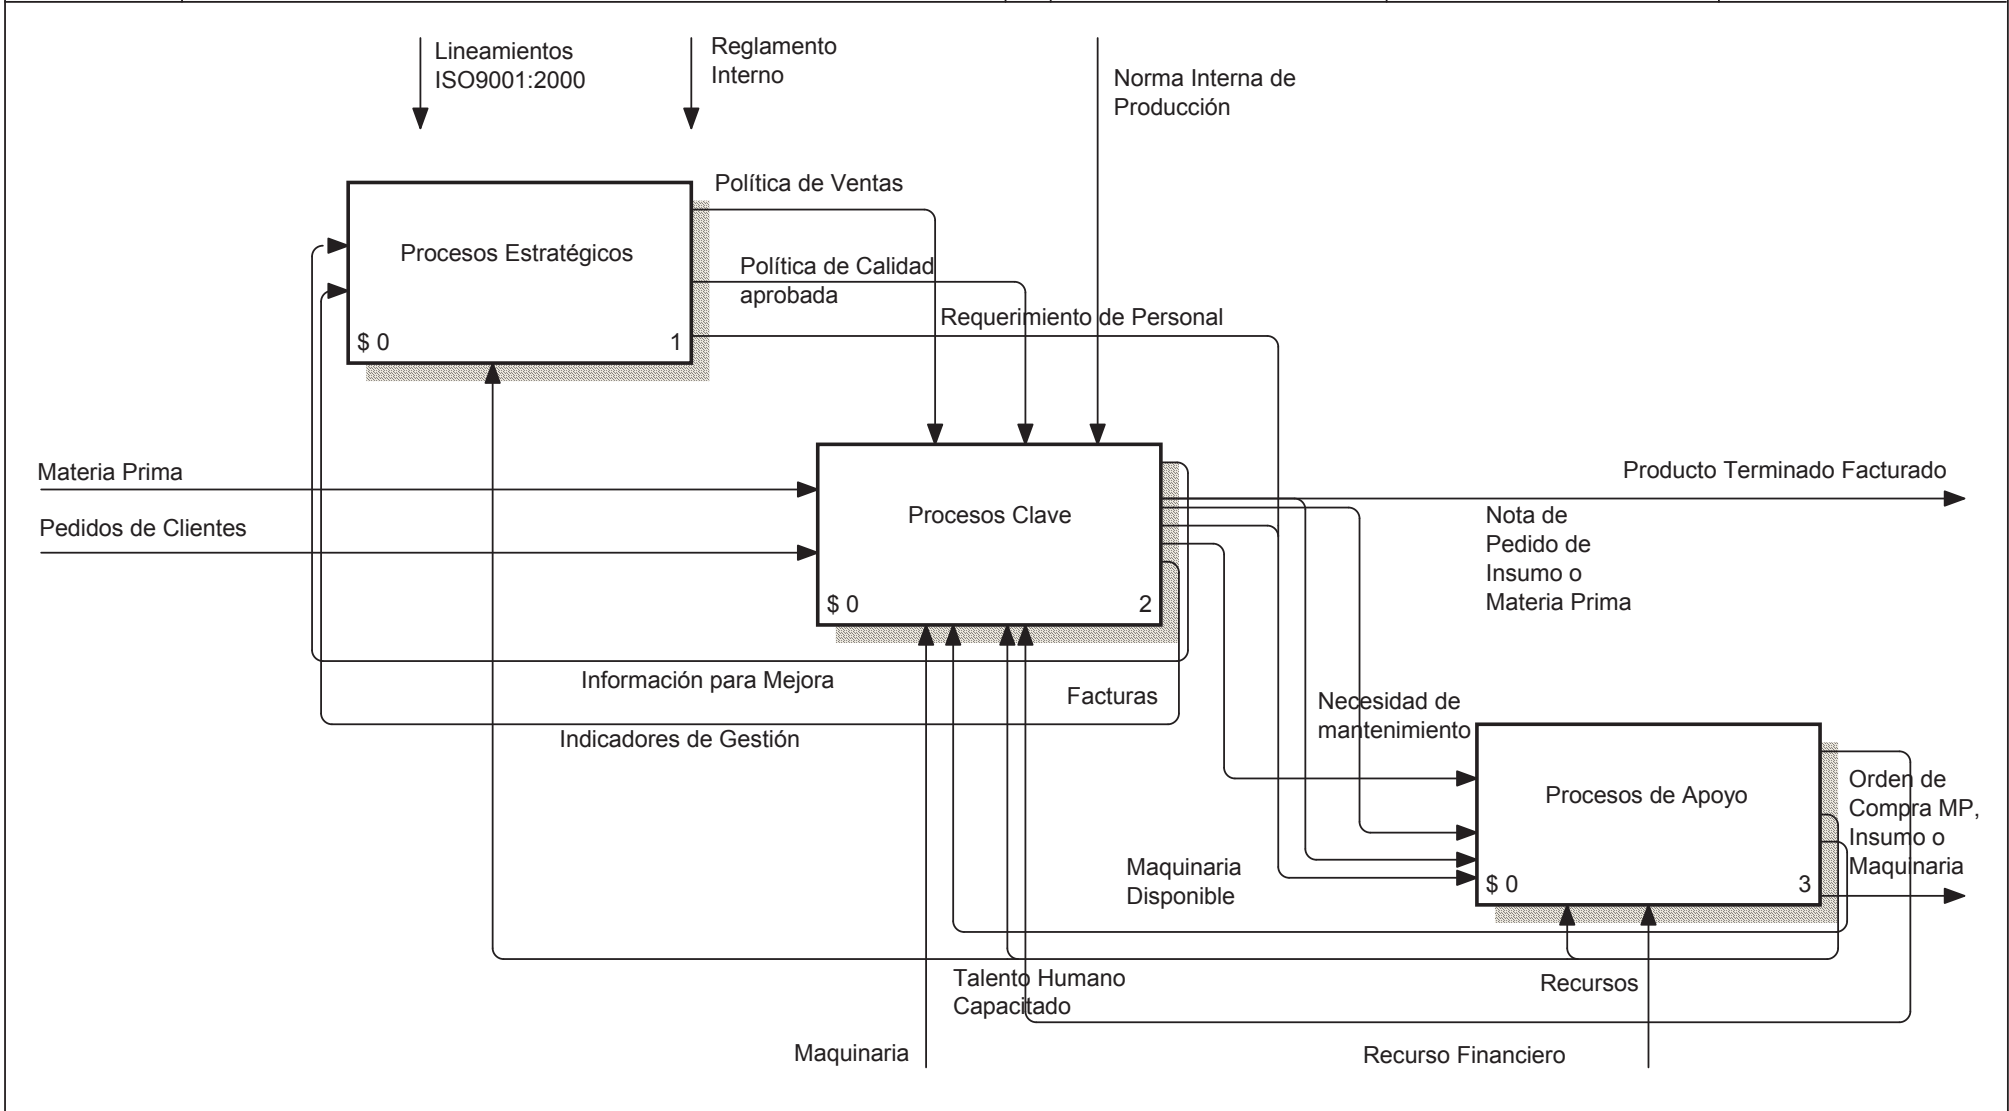 Lineamientos
ISO9001:2000
Reglamento
Interno
Norma Interna de
Producción
Política de Ventas
Procesos Estratégicos
$ 0
1
Política de Calidad
aprobada
Requerimiento de Personal
Materia Prima
Pedidos de Clientes
Procesos Clave
$ 0
2
Producto Terminado Facturado
Nota de
Pedido de
Insumo o
Materia Prima
Información para Mejora
Facturas
Indicadores de Gestión
Necesidad de
mantenimiento
Procesos de Apoyo
$ 0
3
Orden de
Compra MP,
Insumo o
Maquinaria
Maquinaria
Disponible
Talento Humano
Capacitado
Recursos
Maquinaria
Recurso Financiero